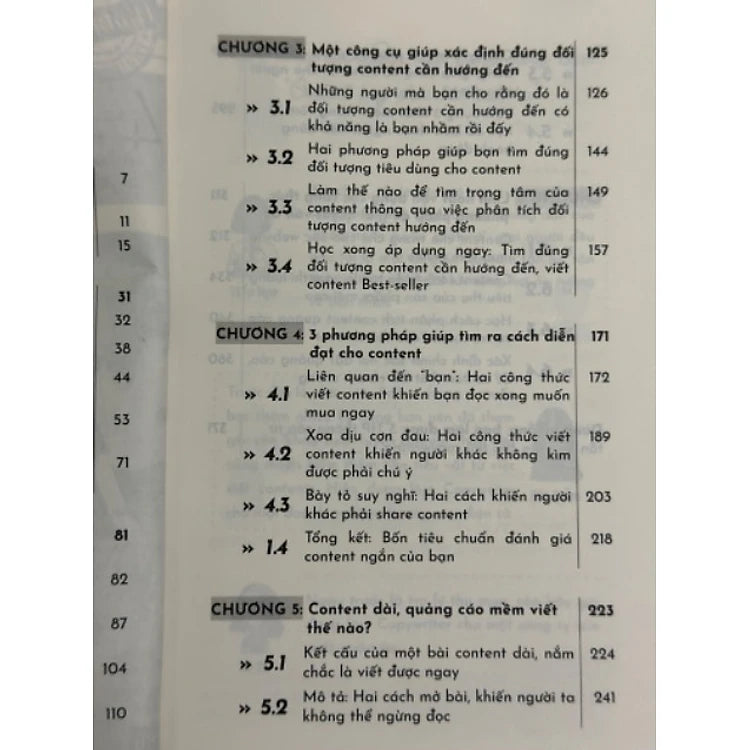 7
11
15
31
32
38
44
53
71
81
82
87
104
110
CHƯƠNG 3: Một công cụ giúp xác định đúng đối 125
tượng content cần hướng đến
Những người mà bạn cho rằng đó là 126
» 3.1 đối tượng content cần hướng đến có
khả năng là bạn nhầm rồi đấy
» 3.2 Hai phương pháp giúp bạn tìm đúng 144
đối tượng tiêu dùng cho content
Làm thế nào để tìm trọng tâm của 149
» 3.3 content thông qua việc phân tích đối
tượng content hướng đến
Học xong áp dụng ngay: Tìm đúng 157
» 3.4 đối tượng content cần hướng đến, viết
content Best-seller
CHƯƠNG 4: 3 phương pháp giúp tìm ra cách diễn 171
đạt cho content
Liên quan đến "bạn": Hai công thức 172
» 4.1 viết content khiến bạn đọc xong muốn
mua ngay
Xoa dịu cơn đau: Hai công thức viết 189
» 4.2 content khiến người khác không kìm
được phải chú ý
» 4.3 Bày tỏ suy nghĩ: Hai cách khiến người 203
khác phải share content
» 1.4 Tổng kết: Bốn tiêu chuẩn đánh giá 218
content ngắn của bạn
CHƯƠNG 5: Content dài, quảng cáo mềm viết 223
thế nào?
» 5.1 Kết cấu của một bài content dài, nắm 224
chắc là viết được ngay
» 5.2 Mô tả: Hai cách mở bài, khiến người ta 241
không thể ngừng đọc